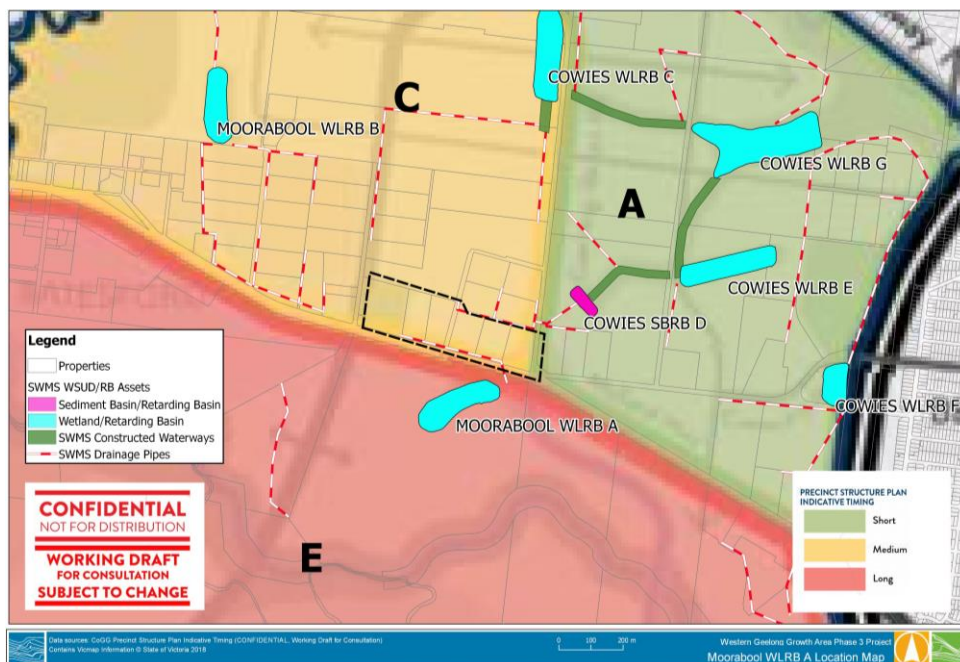 C
COWIES WLRB C
MOORABOOL WLRB B
COWIES WLRB G
A
COWIES WLRB E
COWIES SBRB D
MOORABOOL WLRB A
COWIES WLRB F
E
Legend
Properties
SWMS WSUD/RB Assets
Sediment Basin/Retarding Basin
Wetland/Retarding Basin
SWMS Constructed Waterways
SWMS Drainage Pipes
CONFIDENTIAL
NOT FOR DISTRIBUTION
WORKING DRAFT
FOR CONSULTATION
SUBJECT TO CHANGE
PRECINCT STRUCTURE PLAN
INDICATIVE TIMING
Short
Medium
Long
Data sources: CoGG Precinct Structure Plan Indicative Timing (CONFIDENTIAL, Working Draft for Consultation)
Contains Vicmap Information © State of Victoria 2018
0 100 200 m
Western Geelong Growth Area Phase 3 Project
Moorabool WLRB A Location Map